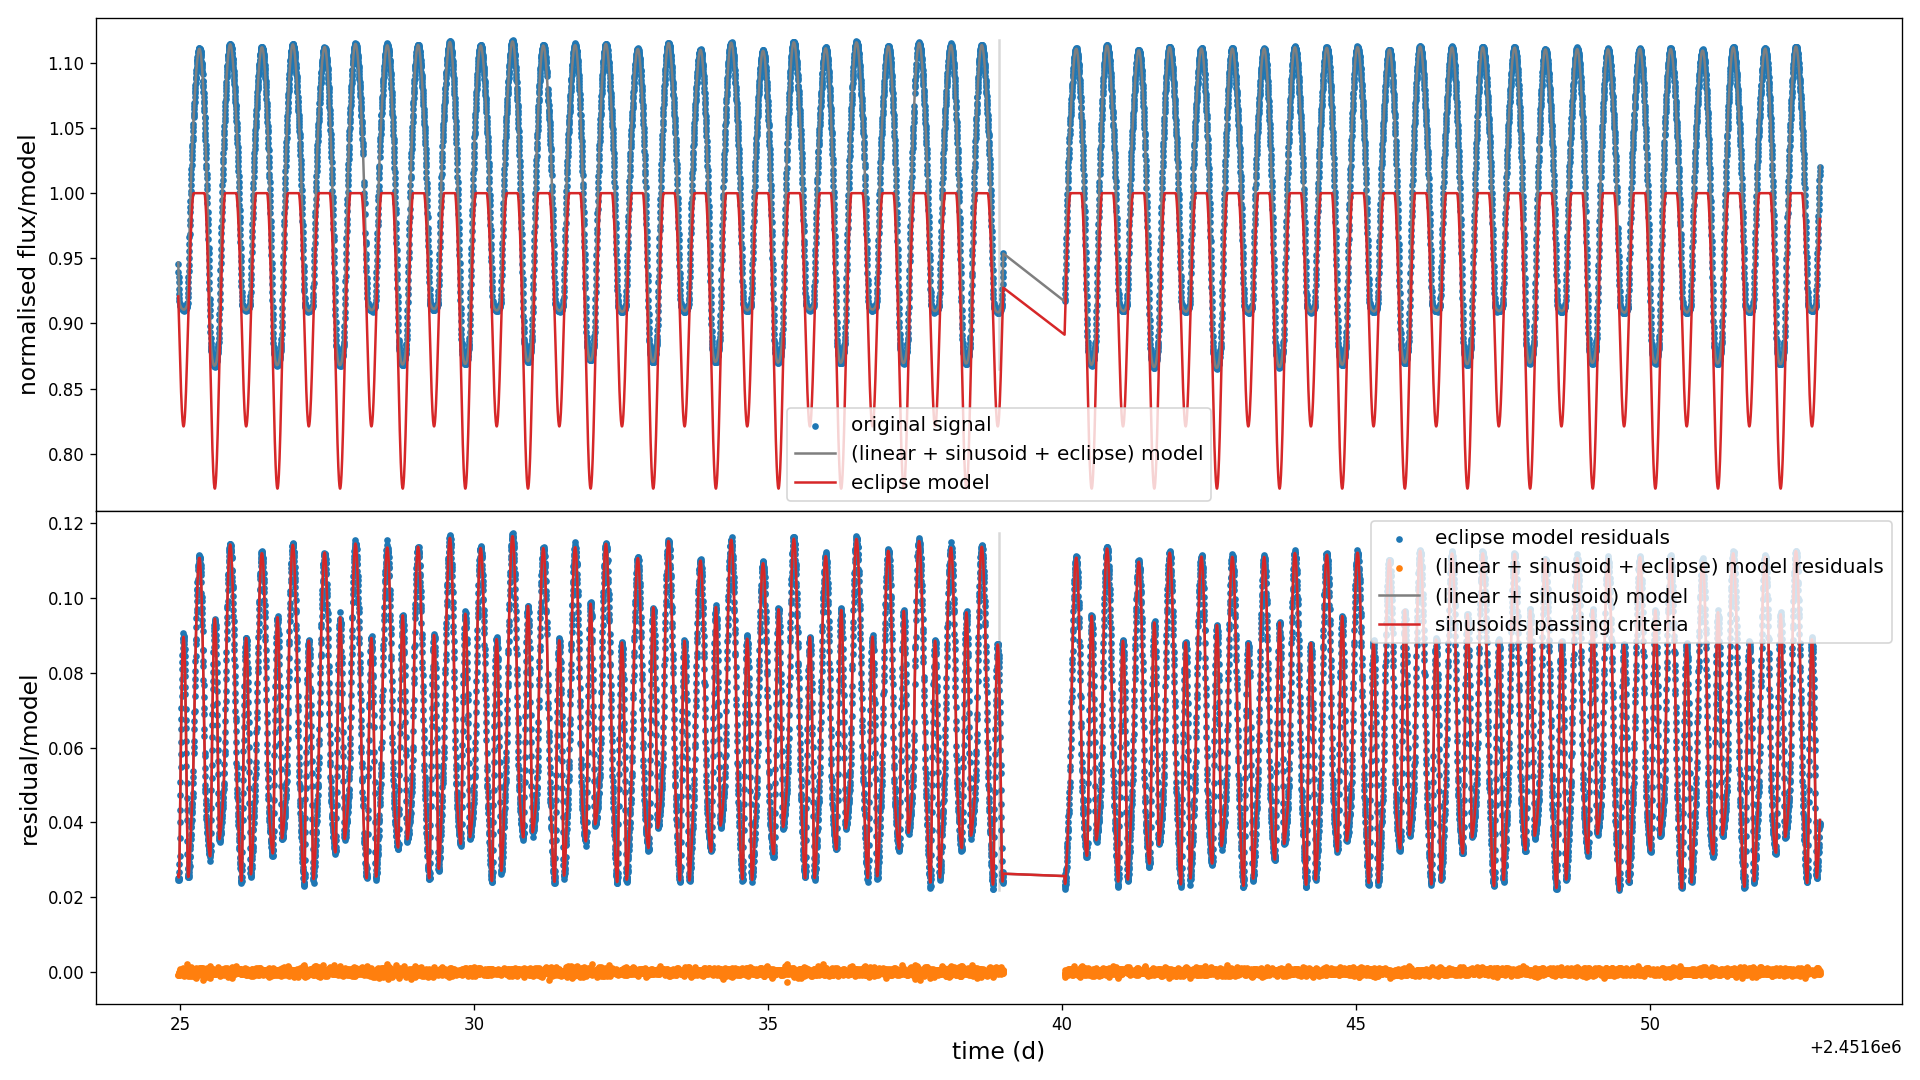 1.10
1.05
1.00
0.95
0.90
0.85
0.80
normalised flux/model
original signal
(linear + sinusoid + eclipse) model
eclipse model
0.12
0.10
0.08
0.06
0.04
0.02
0.00
residual/model
eclipse model residuals
(linear + sinusoid + eclipse) model residuals
(linear + sinusoid) model
sinusoids passing criteria
25
30
35
40
45
50
time (d)
+2.4516e6